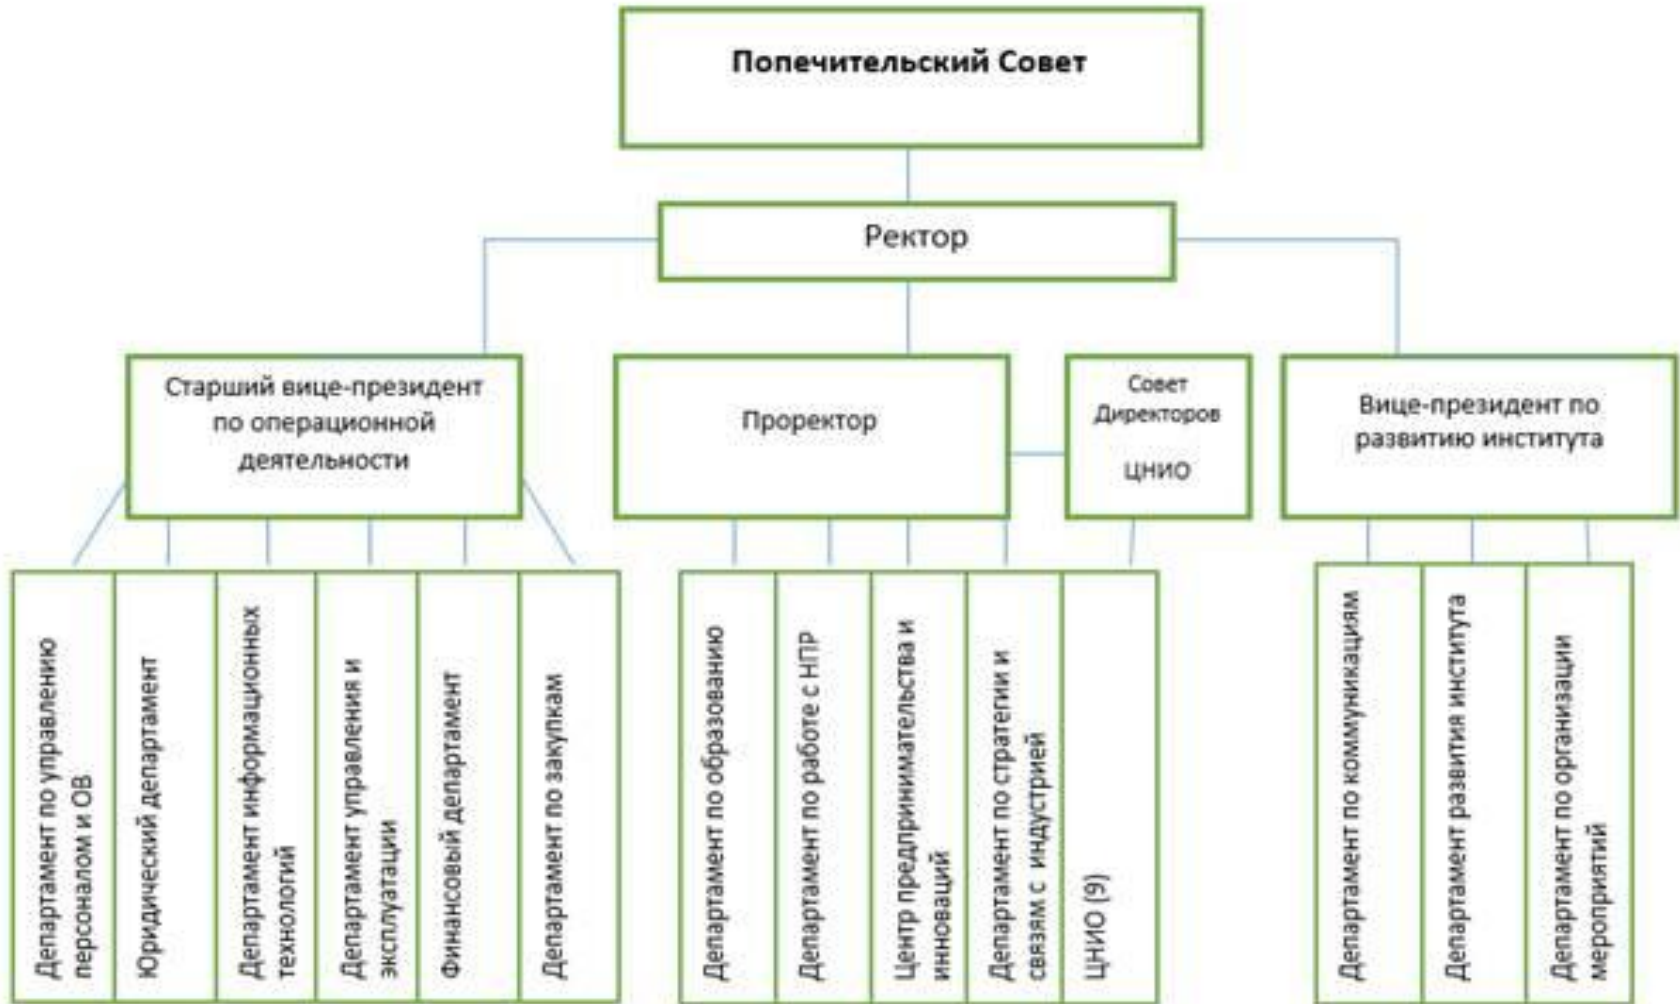 Попечительский Совет
Ректор
Старший вице-президент
по операционной
деятельности
Проректор
Совет
Директоров
ЦНИО
Вице-президент по
развитию института
Департамент по управлению
персоналом и ОВ
Юридический департамент
Департамент информационных
технологий
Департамент управления и
эксплуатации
Финансовый департамент
Департамент по закупкам
Департамент по образованию
Департамент по работе с НПР
Центр предпринимательства и
инноваций
Департамент по стратегии и
связям с индустрией
ЦНИО (9)
Департамент по коммуникациям
Департамент развития института
Департамент по организации
мероприятий